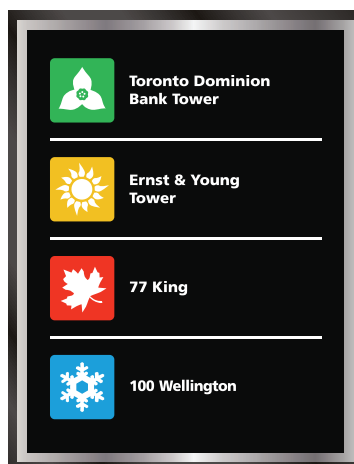 Toronto Dominion
Bank Tower
Ernst & Young
Tower
77 King
100 Wellington